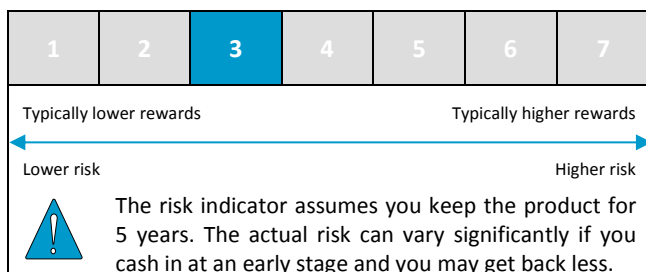 1 2 3 4 5 6 7
Typically lower rewards Typically higher rewards
Lower risk Higher risk
The risk indicator assumes you keep the product for
5 years. The actual risk can vary significantly if you
cash in at an early stage and you may get back less.